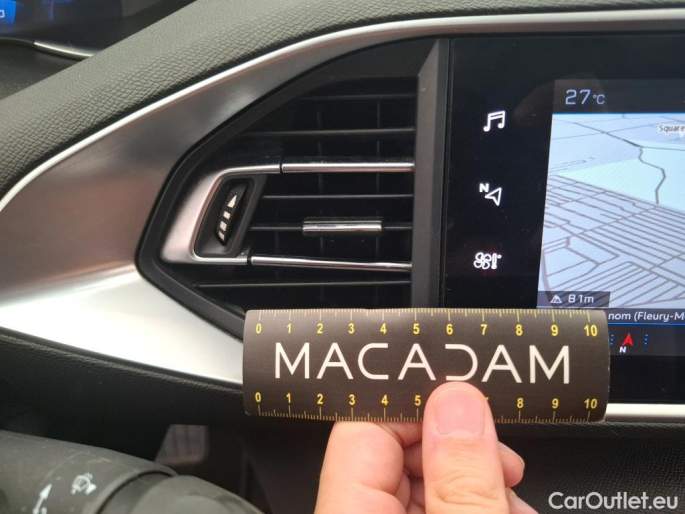 27°C
Square
N
81m
nom (Fleury-M
N
0 1 2 3 4 5 6 7 8 9 10
MACADAM
0 1 2 3 4 5 7 8 9 10
CarOutlet.eu